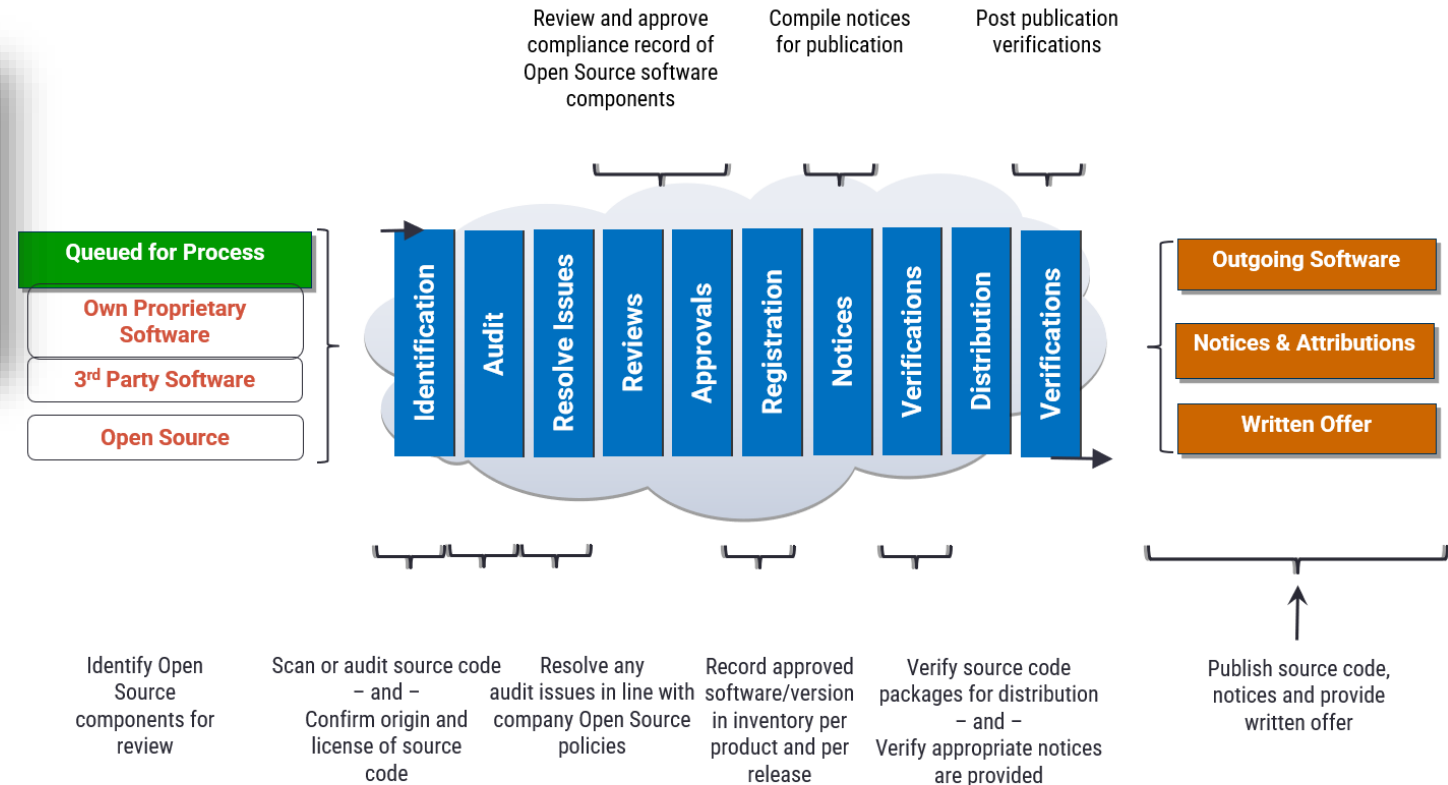 Review and approve
compliance record of
Open Source software
components
Compile notices
for publication
Post publication
verifications
Queued for Process
Own Proprietary
Software
3rd Party Software
Open Source
Identification
Audit
Resolve Issues
Reviews
Approvals
Registration
Notices
Verifications
Distribution
Verifications
Outgoing Software
Notices & Attributions
Written Offer
Identify Open
Source
components for
review
Scan or audit source code
– and –
Confirm origin and
license of source
code
Resolve any
audit issues in line with
company Open Source
policies
Record approved
software/version
in inventory per
product and per
release
Verify source code
packages for distribution
– and –
Verify appropriate notices
are provided
Publish source code,
notices and provide
written offer